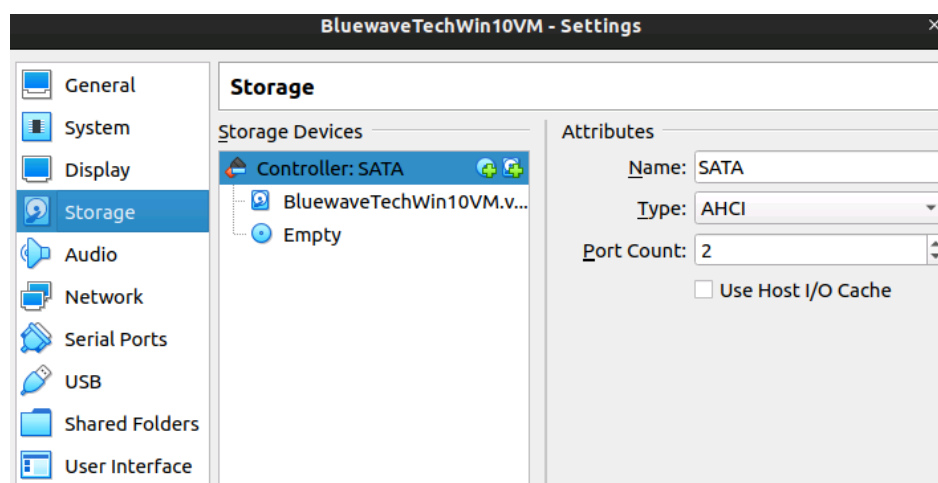 BluewaveTechWin10VM - Settings
General
System
Display
Storage
Audio
Network
Serial Ports
USB
Shared Folders
User Interface
Storage
Storage Devices
Controller: SATA
BluewaveTechWin10VM.v...
Empty
Attributes
Name: SATA
Type: AHCI
Port Count: 2
Use Host I/O Cache